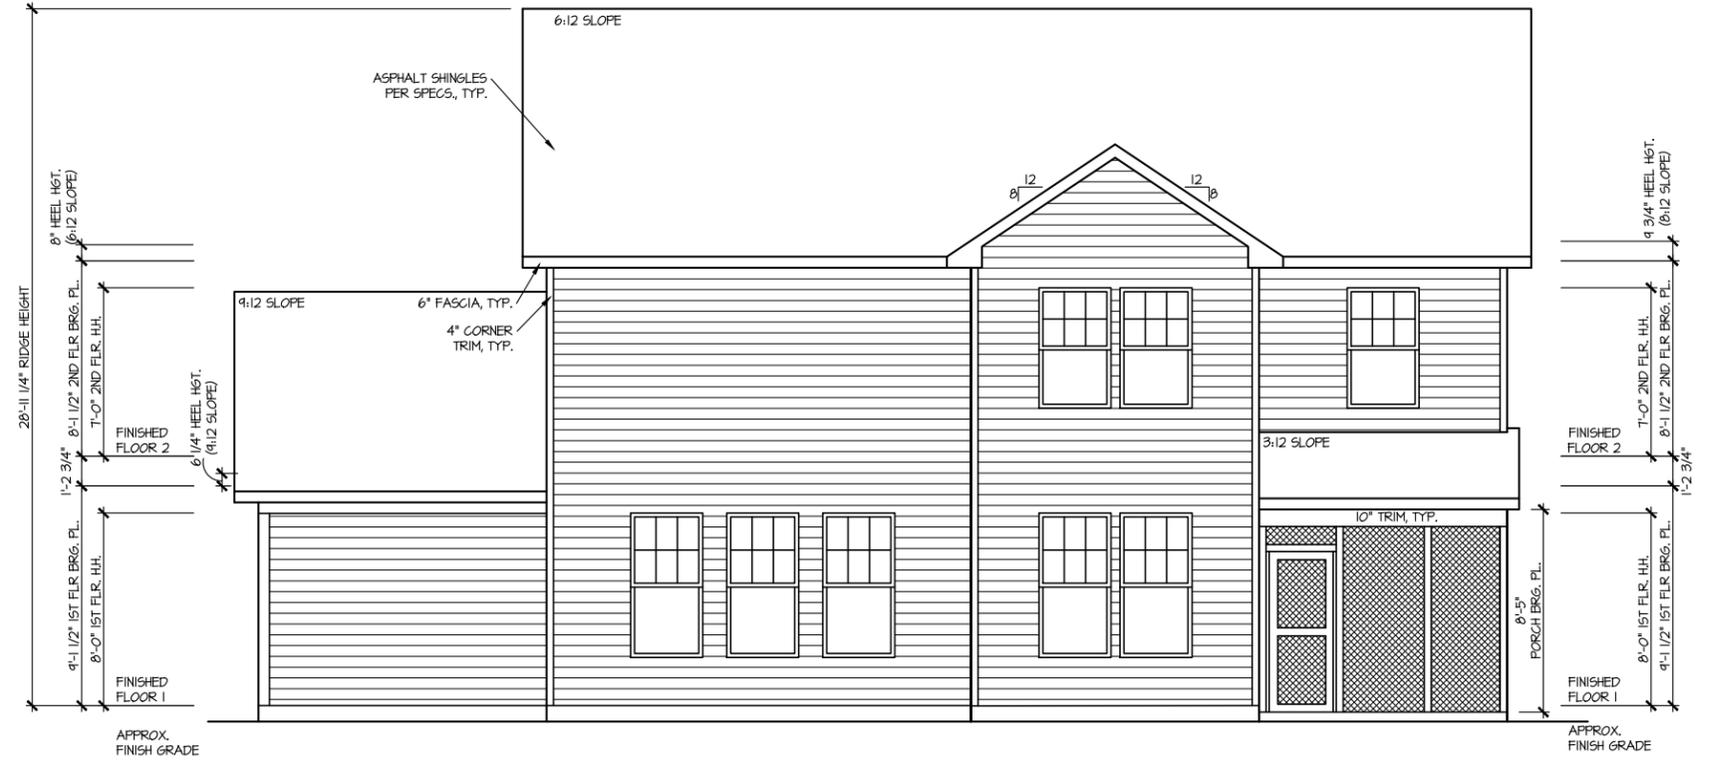 6:12 SLOPE
ASPHALT SHINGLES
PER SPECS., TYP.
12
8
12
8
8" HEEL HGT.
(6:12 SLOPE)
9 3/4" HEEL HGT.
(8:12 SLOPE)
28'-11 1/4" RIDGE HEIGHT
8'-1 1/2" 2ND FLR BRG. PL.
7'-0" 2ND FLR. H.H.
9:12 SLOPE
6" FASCIA, TYP.
4" CORNER
TRIM, TYP.
6 1/4" HEEL HGT.
(9:12 SLOPE)
FINISHED
FLOOR 2
1'-2 3/4"
3:12 SLOPE
7'-0" 2ND FLR. H.H.
8'-1 1/2" 2ND FLR BRG. PL.
FINISHED
FLOOR 2
1'-2 3/4"
10" TRIM, TYP.
9'-1 1/2" 1ST FLR BRG. PL.
8'-0" 1ST FLR. H.H.
8'-5"
PORCH BRG. PL.
8'-0" 1ST FLR. H.H.
9'-1 1/2" 1ST FLR BRG. PL.
FINISHED
FLOOR 1
FINISHED
FLOOR 1
APPROX.
FINISH GRADE
APPROX.
FINISH GRADE